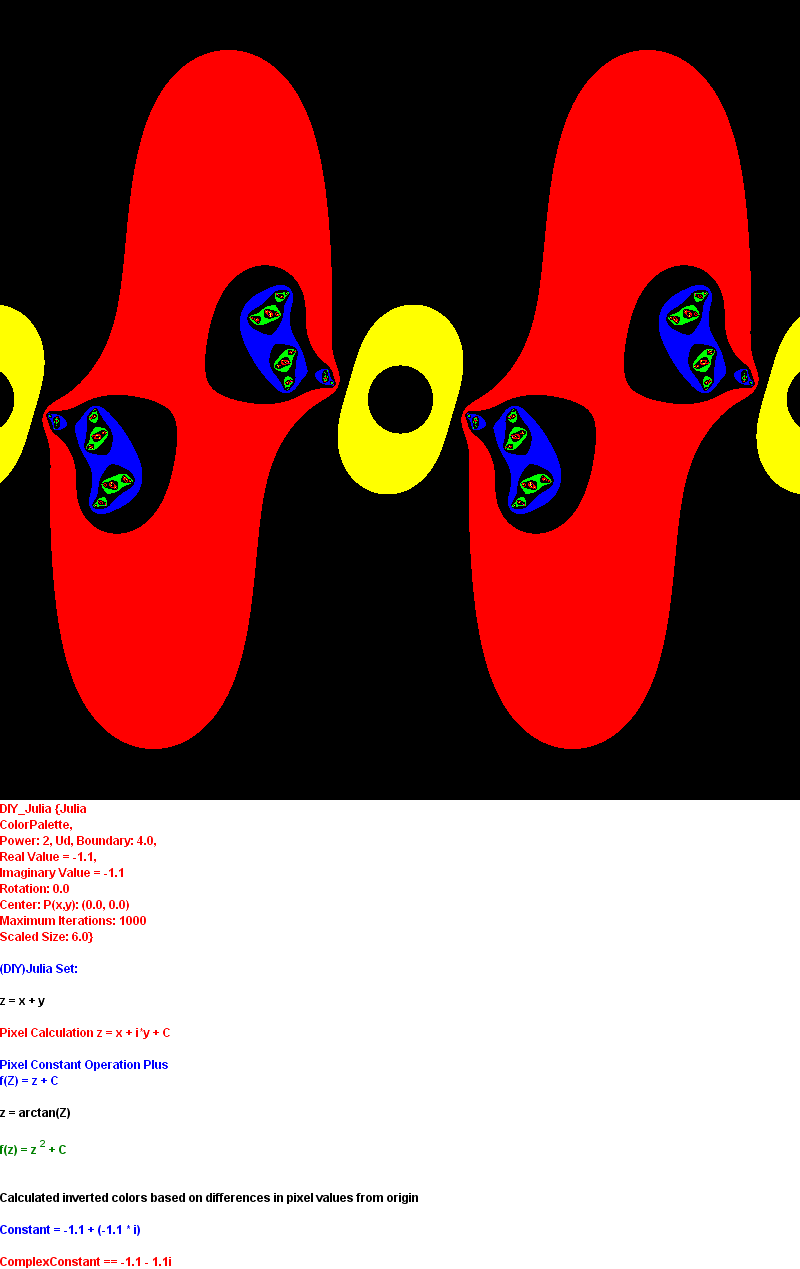 DIY_Julia {Julia
ColorPalette,
Power: 2, Ud, Boundary: 4.0,
Real Value = -1.1,
Imaginary Value = -1.1
Rotation: 0.0
Center: P(x,y): (0.0, 0.0)
Maximum Iterations: 1000
Scaled Size: 6.0}
(DIY)Julia Set:
z = x + y
Pixel Calculation z = x + i*y + C
Pixel Constant Operation Plus
f(Z) = z + C
z = arctan(Z)
f(z) = z 2 + C
Calculated inverted colors based on differences in pixel values from origin
Constant = -1.1 + (-1.1 * i)
ComplexConstant == -1.1 - 1.1i